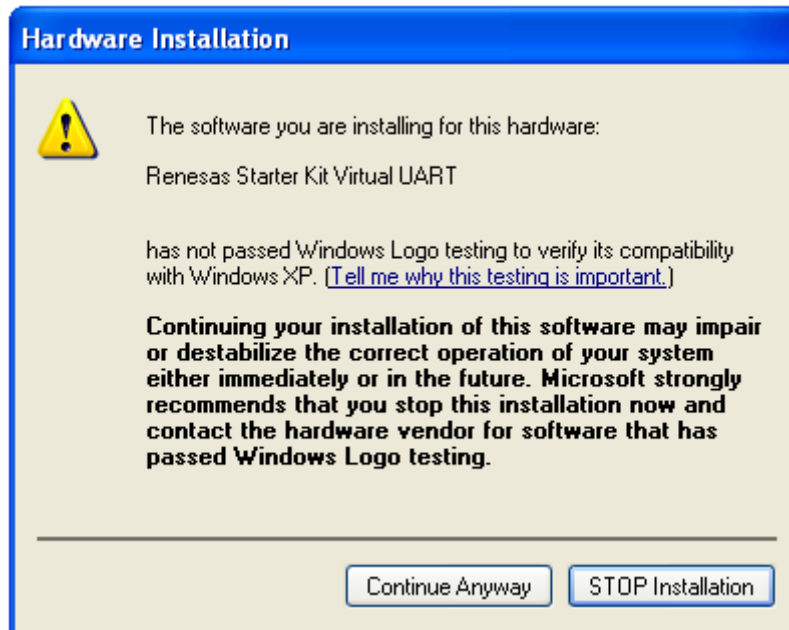 Hardware Installation
The software you are installing for this hardware:
Renesas Starter Kit Virtual UART
has not passed Windows Logo testing to verify its compatibility
with Windows XP. (Tell me why this testing is important.)
Continuing your installation of this software may impair
or destabilize the correct operation of your system
either immediately or in the future. Microsoft strongly
recommends that you stop this installation now and
contact the hardware vendor for software that has
passed Windows Logo testing.
Continue Anyway
STOP Installation